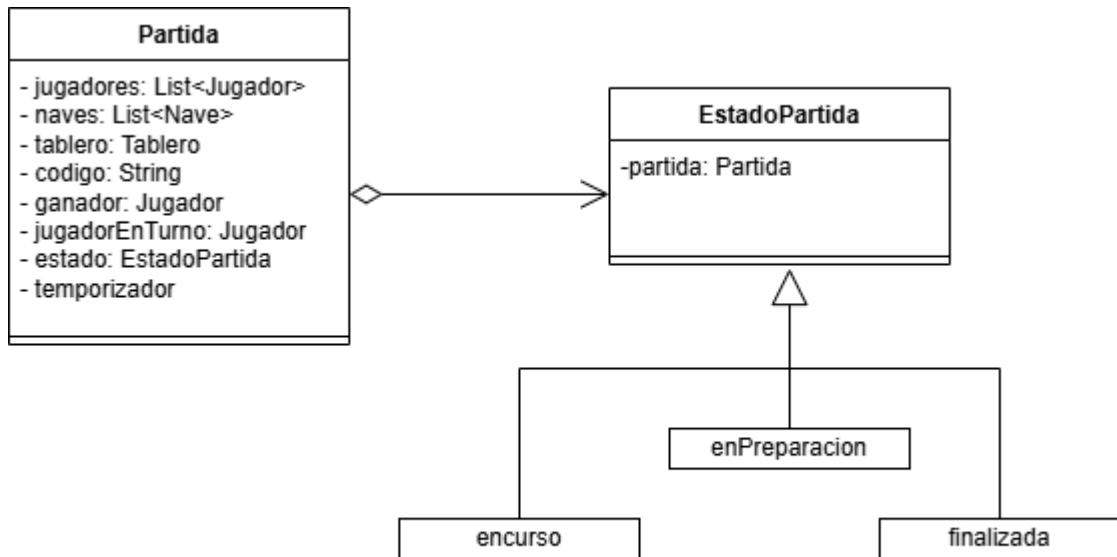 Partida
- jugadores: List<Jugador>
- naves: List<Nave>
- tablero: Tablero
- codigo: String
- ganador: Jugador
- jugadorEnTurno: Jugador
- estado: EstadoPartida
- temporizador
EstadoPartida
-partida: Partida
enPreparacion
encurso
finalizada